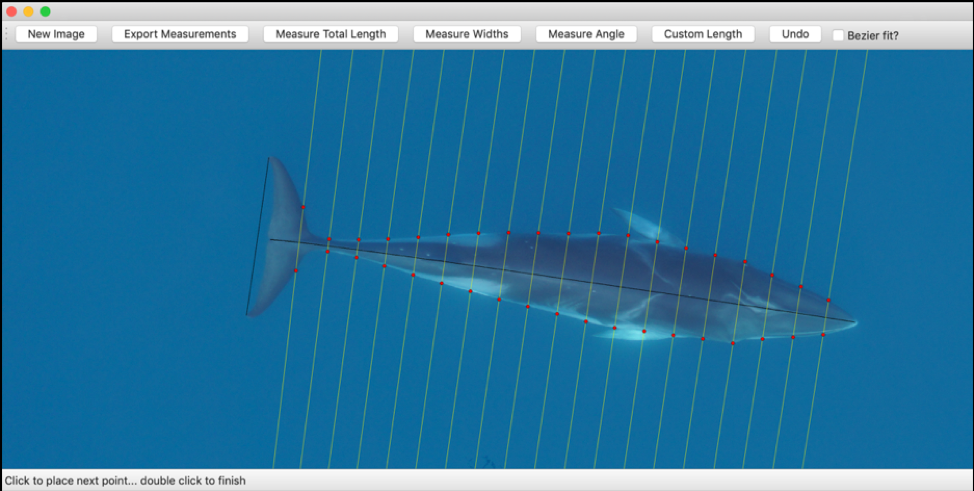 New Image Export Measurements Measure Total Length Measure Widths Measure Angle Custom Length Undo Bezier fit?
Click to place next point... double click to finish